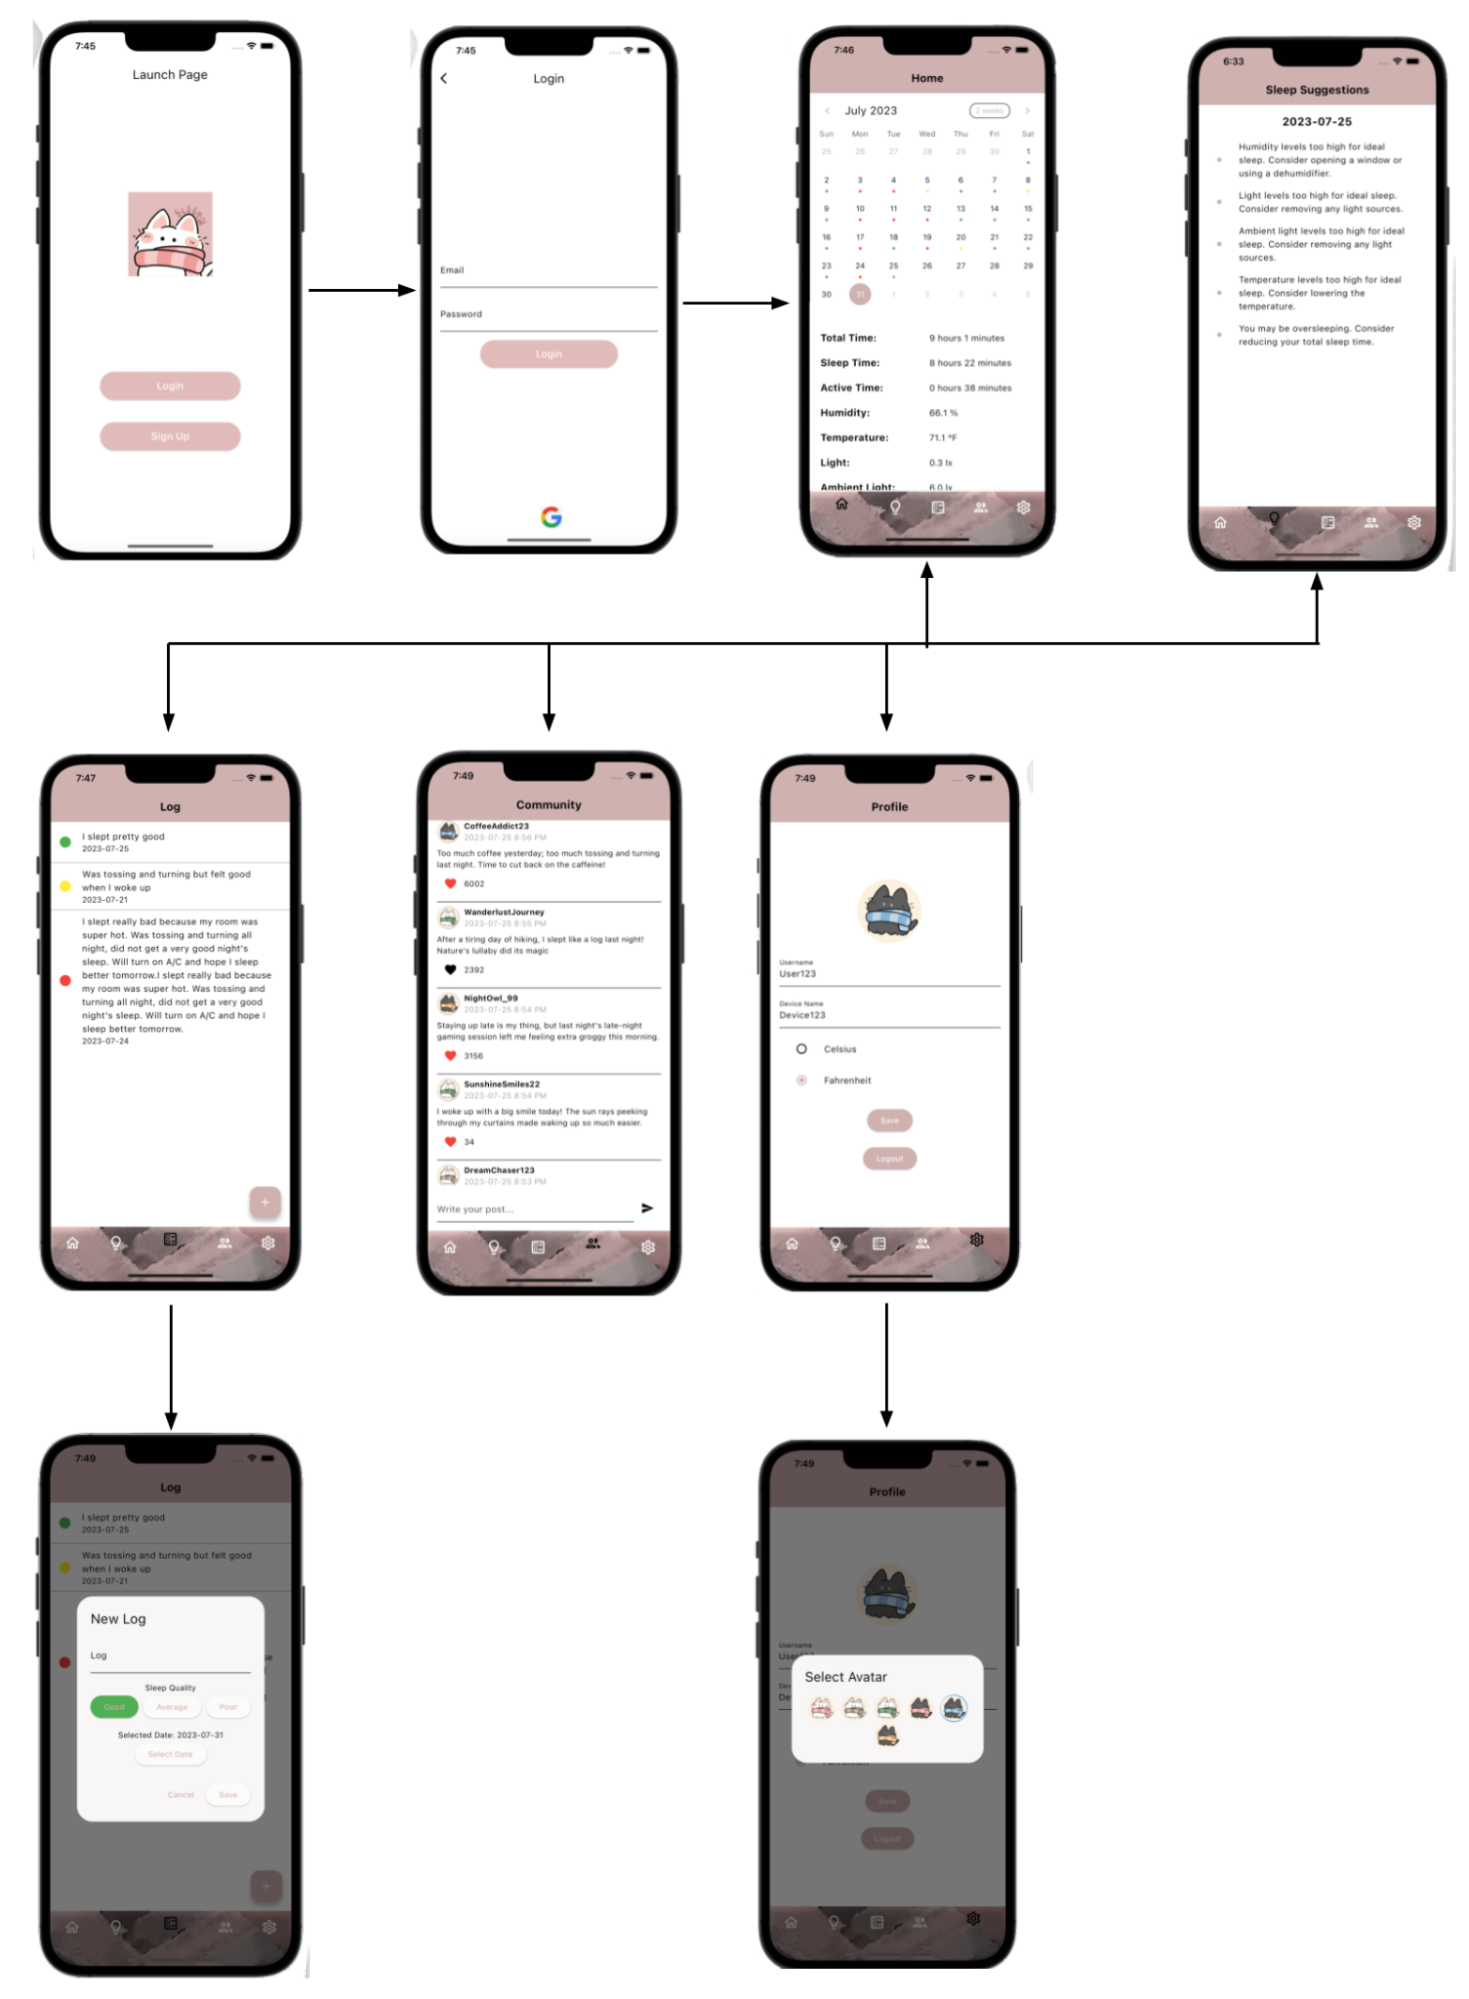 7:45
Launch Page
sleepy
Login
Sign Up
7:45
Login
Email
Password
Login
7:46
Home
July 2023
2 weeks
Sun Mon Tue Wed Thu Fri Sat
25 26 27 28 29 30 1
2 3 4 5 6 7 8
9 10 11 12 13 14 15
16 17 18 19 20 21 22
23 24 25 26 27 28 29
30 31 1 2 3 4 5
Total Time: 9 hours 1 minutes
Sleep Time: 8 hours 22 minutes
Active Time: 0 hours 38 minutes
Humidity: 66.1 %
Temperature: 71.1 °F
Light: 0.3 lx
Ambient Light: 6.0 lx
6:33
Sleep Suggestions
2023-07-25
Humidity levels too high for ideal
sleep. Consider opening a window or
using a dehumidifier.
Light levels too high for ideal sleep.
Consider removing any light sources.
Ambient light levels too high for ideal
sleep. Consider removing any light
sources.
Temperature levels too high for ideal
sleep. Consider lowering the
temperature.
You may be oversleeping. Consider
reducing your total sleep time.
7:47
Log
I slept pretty good
2023-07-25
Was tossing and turning but felt good
when I woke up
2023-07-21
I slept really bad because my room was
super hot. Was tossing and turning all
night, did not get a very good night's
sleep. Will turn on A/C and hope I sleep
better tomorrow.I slept really bad because
my room was super hot. Was tossing and
turning all night, did not get a very good
night's sleep. Will turn on A/C and hope I
sleep better tomorrow.
2023-07-24
+
7:49
Community
CoffeeAddict23
2023-07-25 8:56 PM
Too much coffee yesterday; too much tossing and turning
last night. Time to cut back on the caffeine!
6002
WanderlustJourney
2023-07-25 8:55 PM
After a tiring day of hiking, I slept like a log last night!
Nature's lullaby did its magic
2392
NightOwl_99
2023-07-25 8:54 PM
Staying up late is my thing, but last night's late-night
gaming session left me feeling extra groggy this morning.
3156
SunshineSmiles22
2023-07-25 8:54 PM
I woke up with a big smile today! The sun rays peeking
through my curtains made waking up so much easier.
34
DreamChaser123
2023-07-25 8:53 PM
Write your post...
7:49
Profile
Username
User123
Device Name
Device123
Celsius
Fahrenheit
Save
Logout
7:49
Log
I slept pretty good
2023-07-25
Was tossing and turning but felt good
when I woke up
2023-07-21
New Log
Log
Sleep Quality
Good Average Poor
Selected Date: 2023-07-31
Select Date
Cancel Save
+
7:49
Profile
Username
Select Avatar
Save
Logout